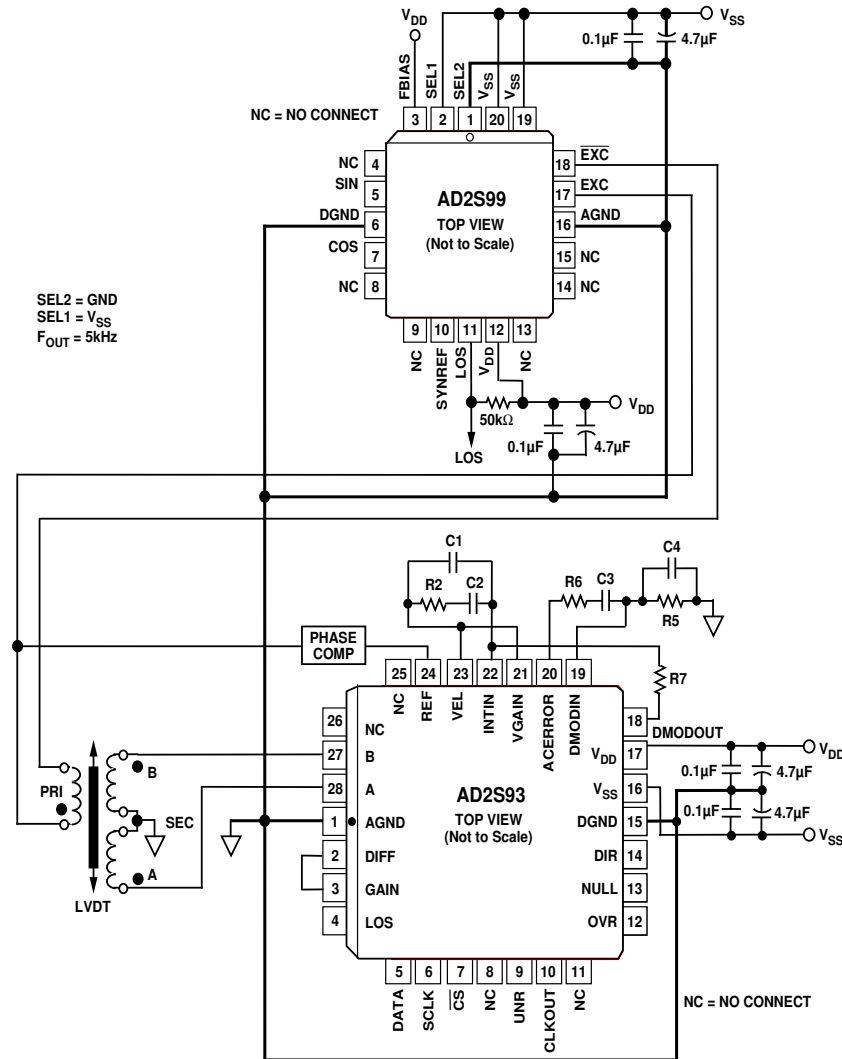 VDD
VSS
0.1µF
4.7µF
FBIAS
SEL1
SEL2
VSS
VSS
NC = NO CONNECT
3
2
1
20
19
NC
4
SIN
5
DGND
6
COS
7
NC
8
AD2S99
TOP VIEW
(Not to Scale)
18
EXC
17
EXC
16
AGND
15
NC
14
NC
9
10
11
12
13
NC
SYNREF
LOS
VDD
NC
SEL2 = GND
SEL1 = VSS
FOUT = 5kHz
50kΩ
VDD
0.1µF
4.7µF
LOS
C1
R2
C2
R6
C3
C4
R5
PHASE
COMP
R7
25
24
23
22
21
20
19
NC
REF
VEL
INTIN
VGAIN
ACERROR
DMODIN
26
NC
27
B
28
A
1
AGND
2
DIFF
3
GAIN
4
LOS
AD2S93
TOP VIEW
(Not to Scale)
18
DMODOUT
VDD
17
VSS
16
DGND
15
DIR
14
NULL
13
OVR
12
VDD
0.1µF
4.7µF
0.1µF
4.7µF
VSS
PRI
B
SEC
A
LVDT
5
6
7
8
9
10
11
DATA
SCLK
CS
NC
UNR
CLKOUT
NC
NC = NO CONNECT